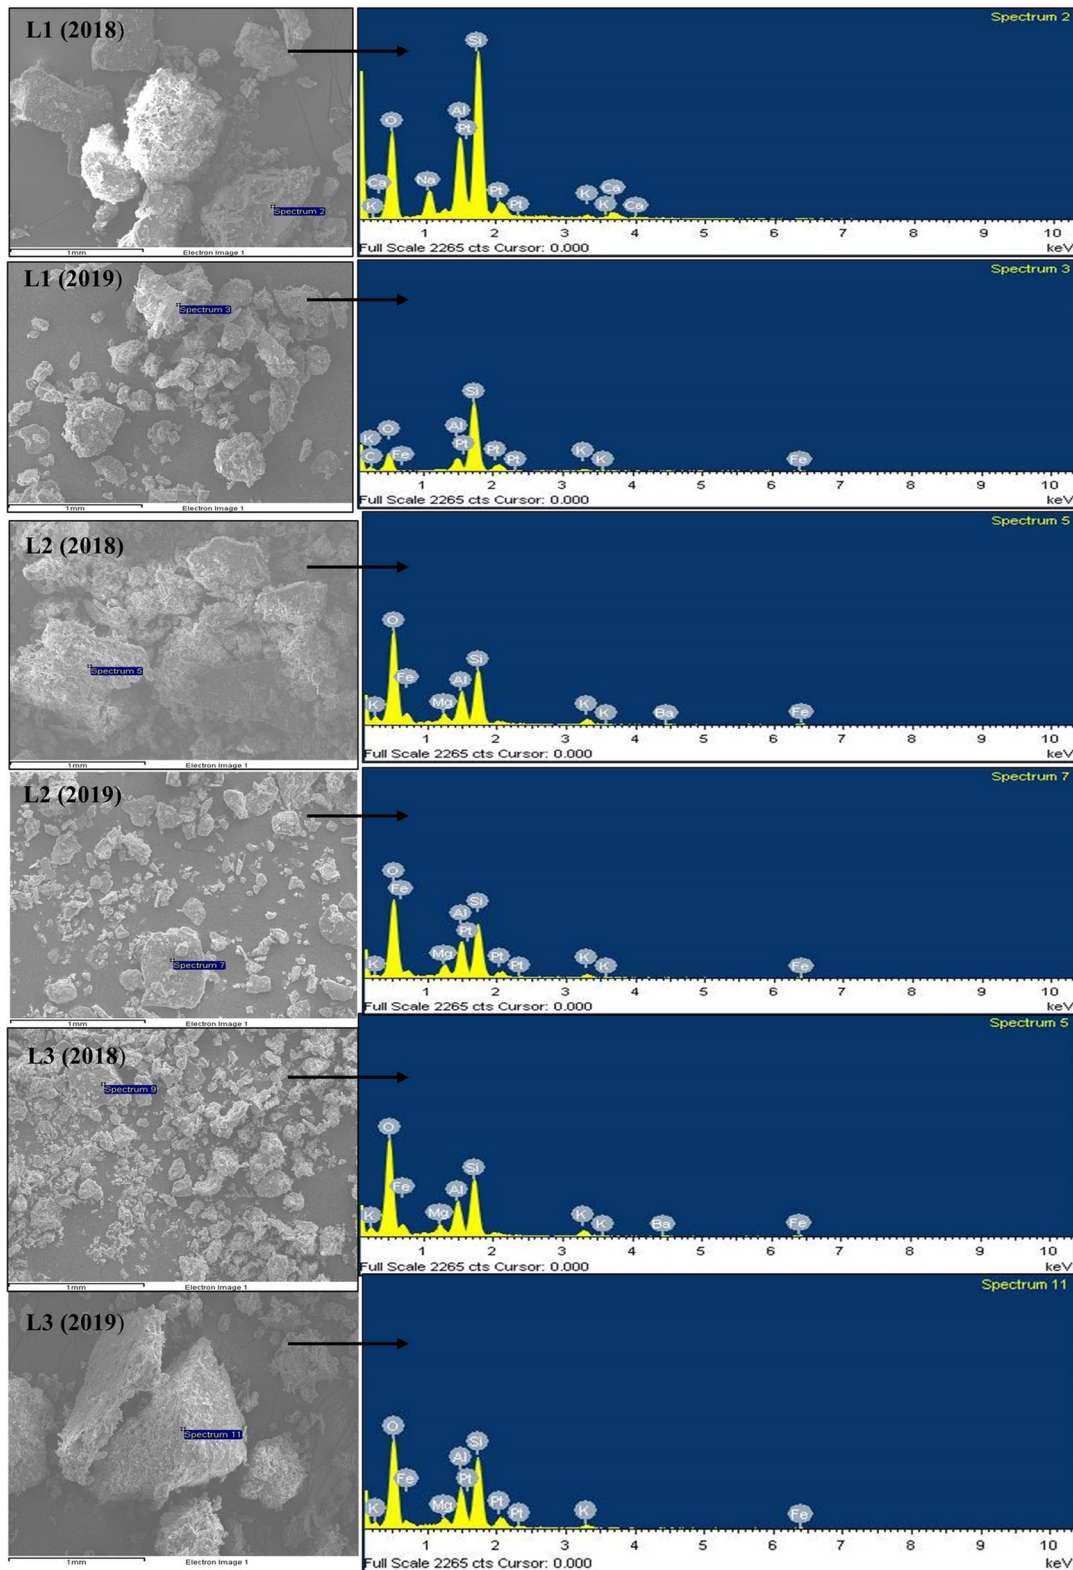 L1 (2018)
Spectrum 2
1mm
Electron Image 1
Spectrum 2
Si
Al
O
Pt
Ca
Na
K
Pt
Pt
K
Ca
K
Ca
1 2 3 4 5 6 7 8 9 10
Full Scale 2265 cts Cursor: 0.000
keV
L1 (2019)
Spectrum 3
1mm
Electron Image 1
Spectrum 3
Si
K
O
Al
C
Fe
Pt
Pt
Pt
K
K
Fe
1 2 3 4 5 6 7 8 9 10
Full Scale 2265 cts Cursor: 0.000
keV
L2 (2018)
Spectrum 5
1mm
Electron Image 1
Spectrum 5
O
Fe
Si
Al
K
Mg
K
K
Ba
Fe
1 2 3 4 5 6 7 8 9 10
Full Scale 2265 cts Cursor: 0.000
keV
L2 (2019)
Spectrum 7
1mm
Electron Image 1
Spectrum 7
O
Fe
Si
Al
Pt
K
Mg
Pt
Pt
K
K
Fe
1 2 3 4 5 6 7 8 9 10
Full Scale 2265 cts Cursor: 0.000
keV
L3 (2018)
Spectrum 9
1mm
Electron Image 1
Spectrum 5
O
Fe
Si
Al
K
Mg
K
K
Ba
Fe
1 2 3 4 5 6 7 8 9 10
Full Scale 2265 cts Cursor: 0.000
keV
L3 (2019)
Spectrum 11
1mm
Electron Image 1
Spectrum 11
O
Si
Al
Fe
Pt
K
Mg
Pt
Pt
K
Fe
1 2 3 4 5 6 7 8 9 10
Full Scale 2265 cts Cursor: 0.000
keV